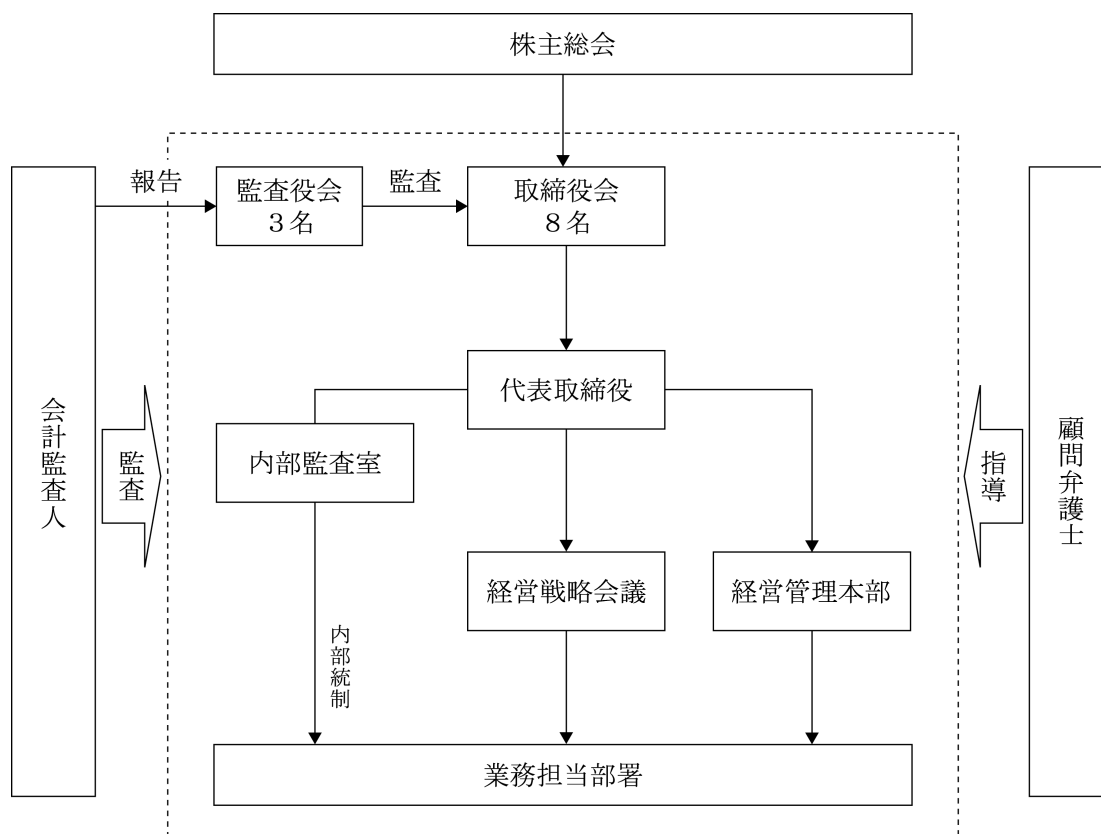 株主総会
報告
監査役会
３名
監査
取締役会
８名
代表取締役
内部監査室
会計監査人
監査
指導
顧問弁護士
経営戦略会議
経営管理本部
内部統制
業務担当部署